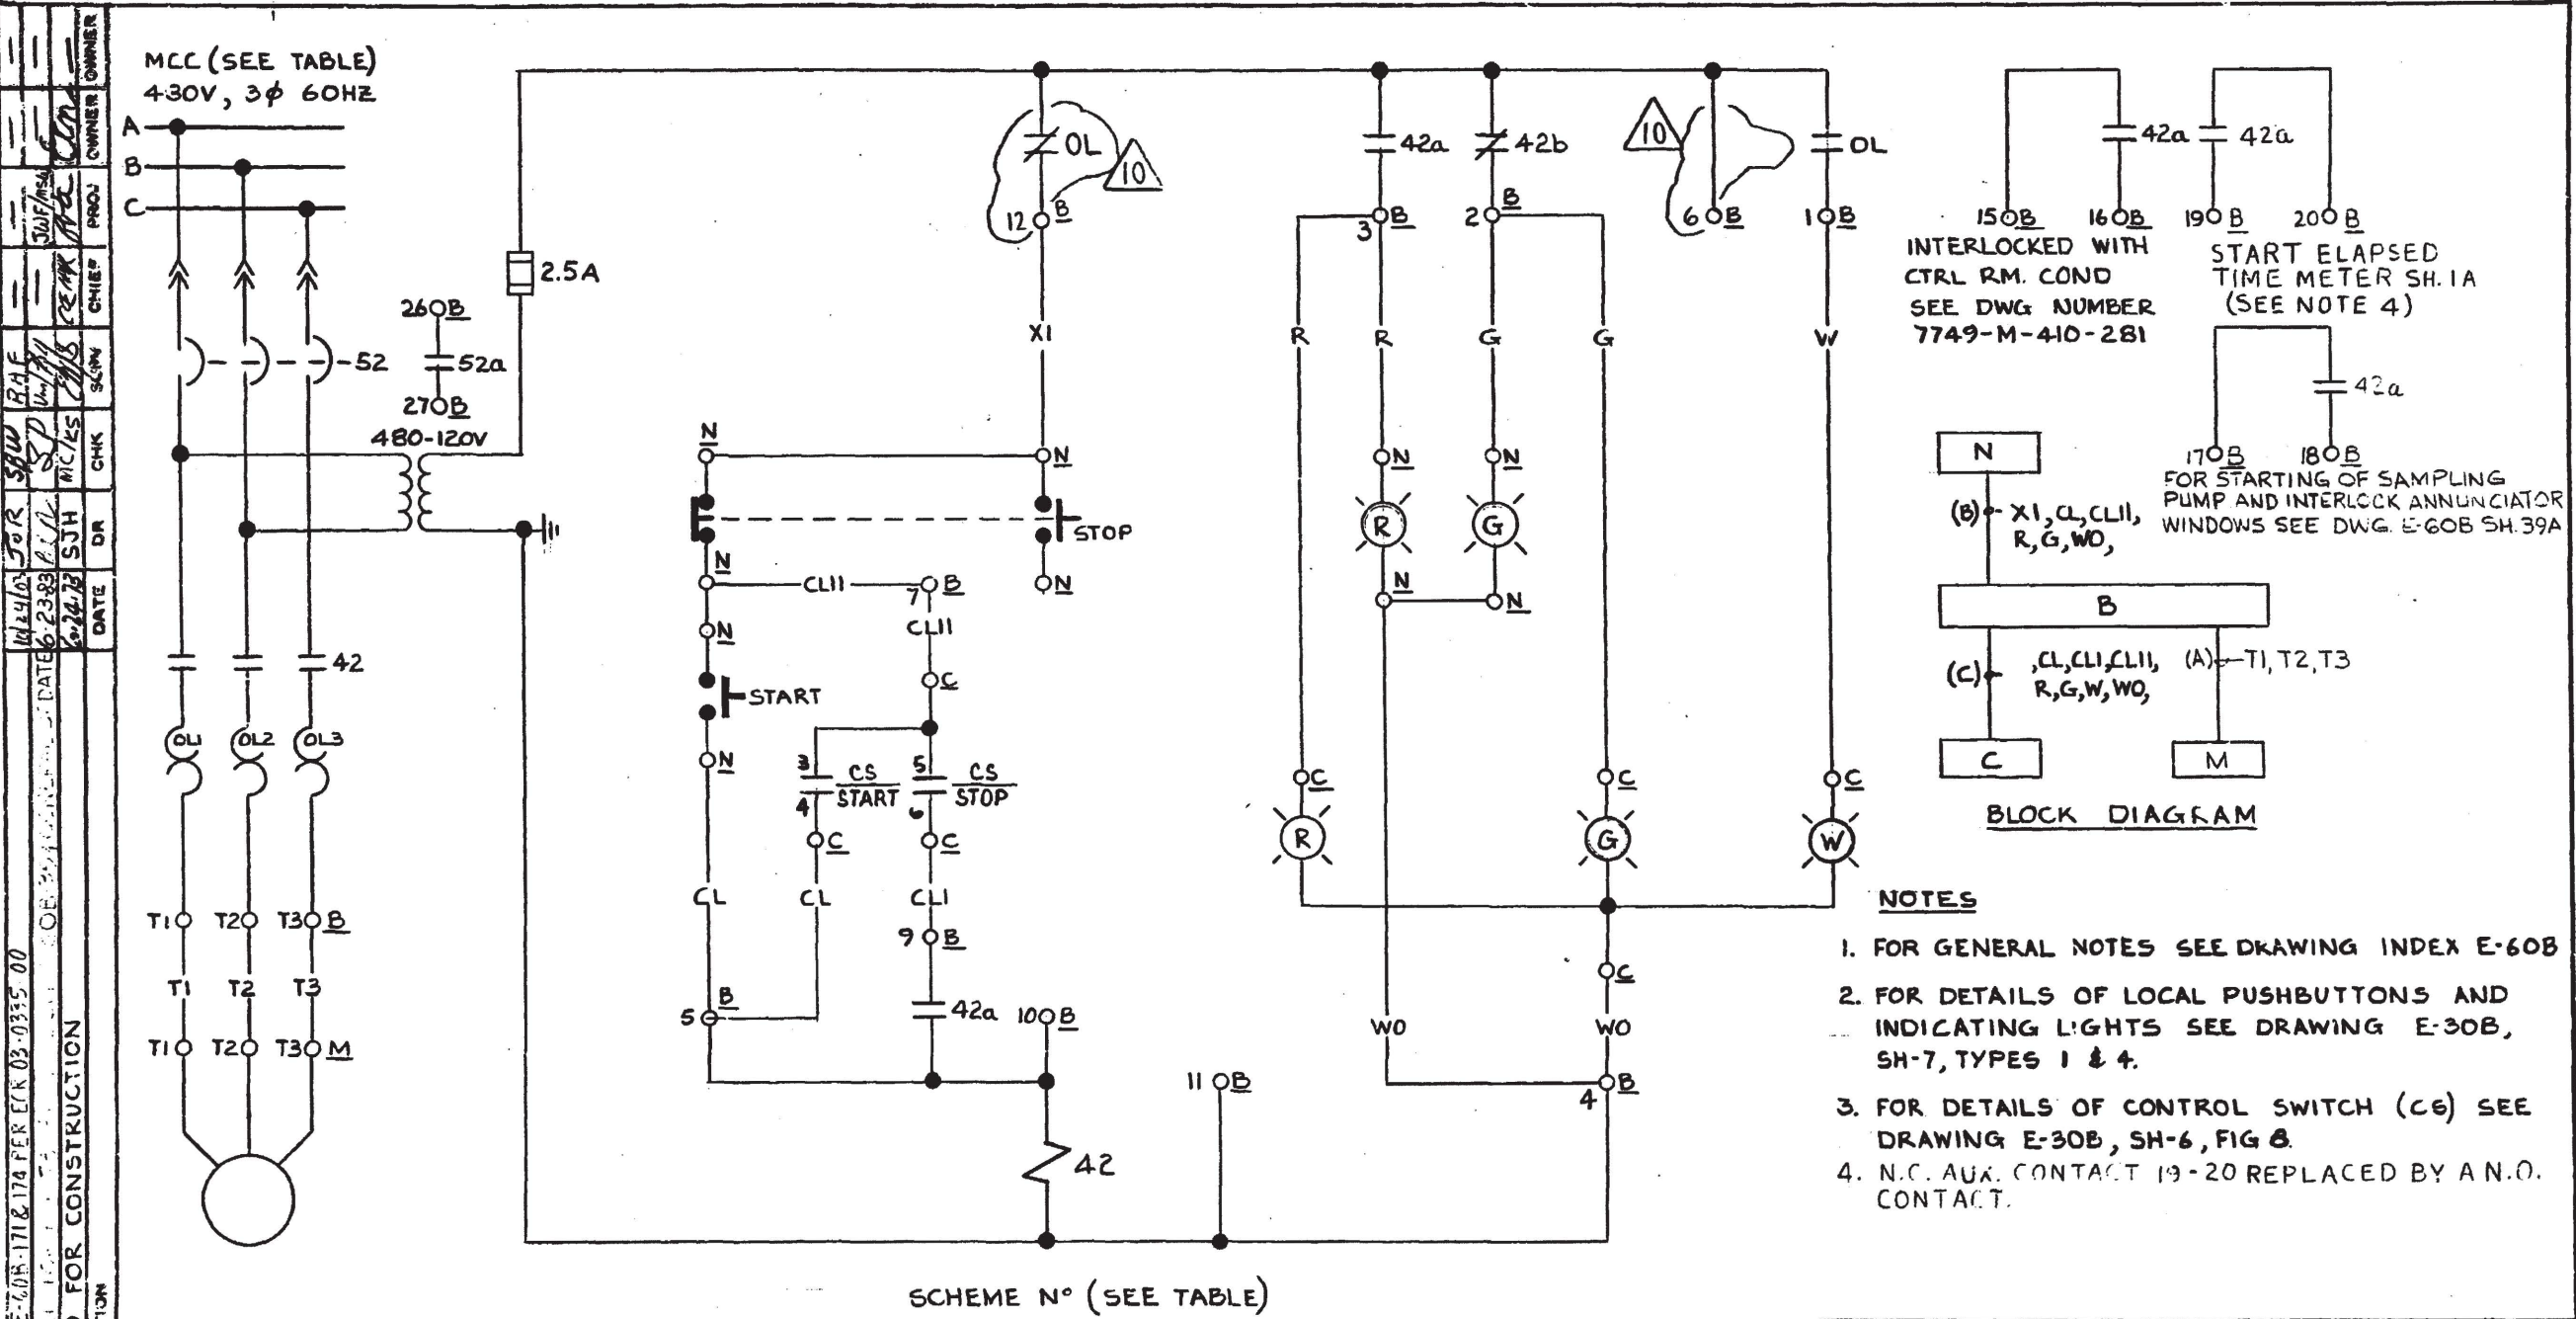 MCC (SEE TABLE)
430V, 3φ 60HZ
A
B
C
52
26 B
52a
27 B
480-120V
2.5A
42
OL1 OL2 OL3
T1 T2 T3 B
T1 T2 T3
T1 T2 T3 M
OL
10
12 B
X1
N
N
STOP
N
N
CL11
7 B
CL11
N
START
N
C
3
4
CS
START
5
6
CS
STOP
C
C
CL
CL
CL1
9 B
5 B
42a
10 B
42
11 B
42a
42b
3 B
2 B
10
6 B
OL
1 B
R
R
G
G
W
N
N
R
G
N
N
C
C
C
R
G
W
C
WO
WO
4 B
SCHEME Nº (SEE TABLE)
42a
42a
15 B
16 B
19 B
20 B
INTERLOCKED WITH
CTRL RM. COND
SEE DWG NUMBER
7749-M-410-281
START ELAPSED
TIME METER SH. 1A
(SEE NOTE 4)
42a
17 B
18 B
FOR STARTING OF SAMPLING
PUMP AND INTERLOCK ANNUNCIATOR
WINDOWS SEE DWG. E-60B SH. 39A
N
(B)
X1, CL, CL11,
R, G, WO,
B
(C)
,CL, CL1, CL11,
R, G, W, WO,
(A) T1, T2, T3
C
M
BLOCK DIAGRAM
NOTES
1. FOR GENERAL NOTES SEE DRAWING INDEX E-60B
2. FOR DETAILS OF LOCAL PUSHBUTTONS AND
INDICATING LIGHTS SEE DRAWING E-30B,
SH-7, TYPES 1 & 4.
3. FOR DETAILS OF CONTROL SWITCH (CS) SEE
DRAWING E-30B, SH-6, FIG 8.
4. N.C. AUX. CONTACT 19-20 REPLACED BY A N.O.
CONTACT.
OWNER
OWNER
PROJ
CHIEF
CHK
DR
DATE
JOR
RHF
MC/KS
SJH
6-23-83
FOR CONSTRUCTION